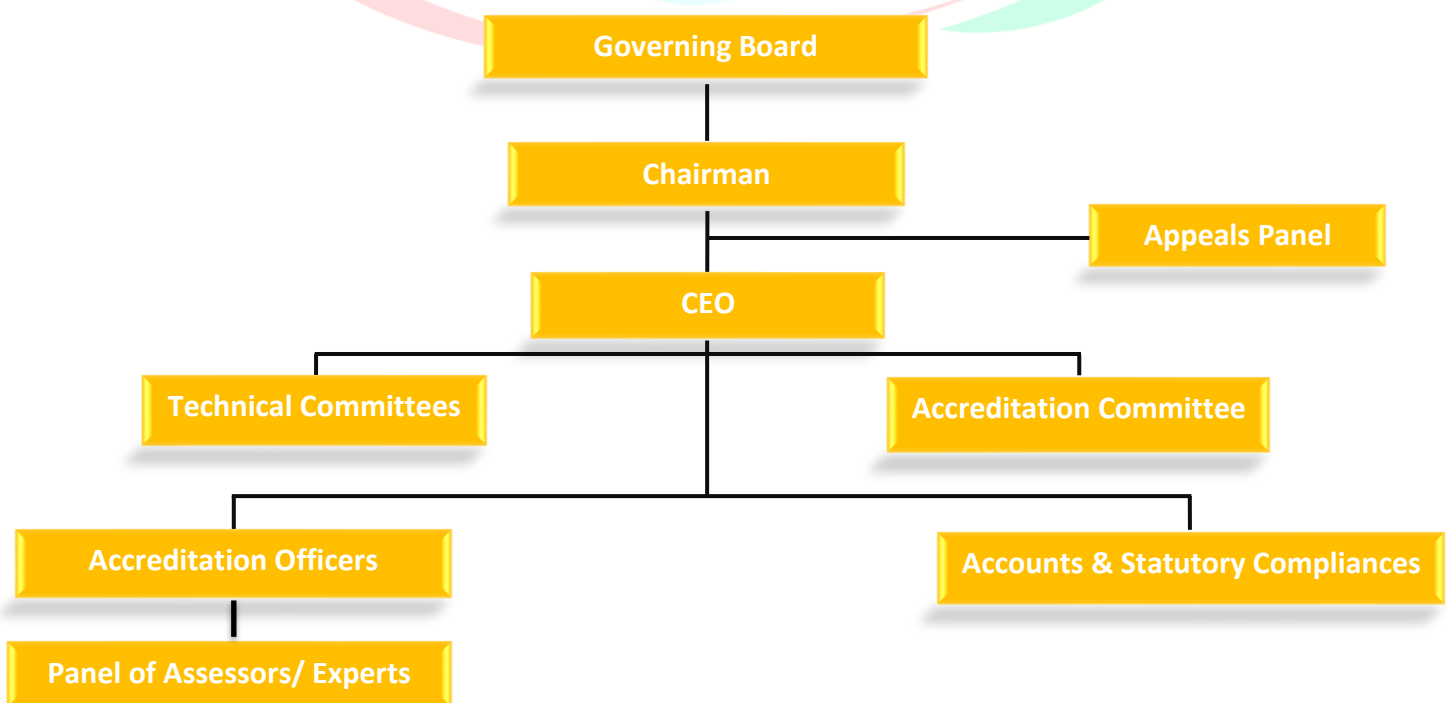 Governing Board
Chairman
Appeals Panel
CEO
Technical Committees
Accreditation Committee
Accreditation Officers
Accounts & Statutory Compliances
Panel of Assessors/ Experts